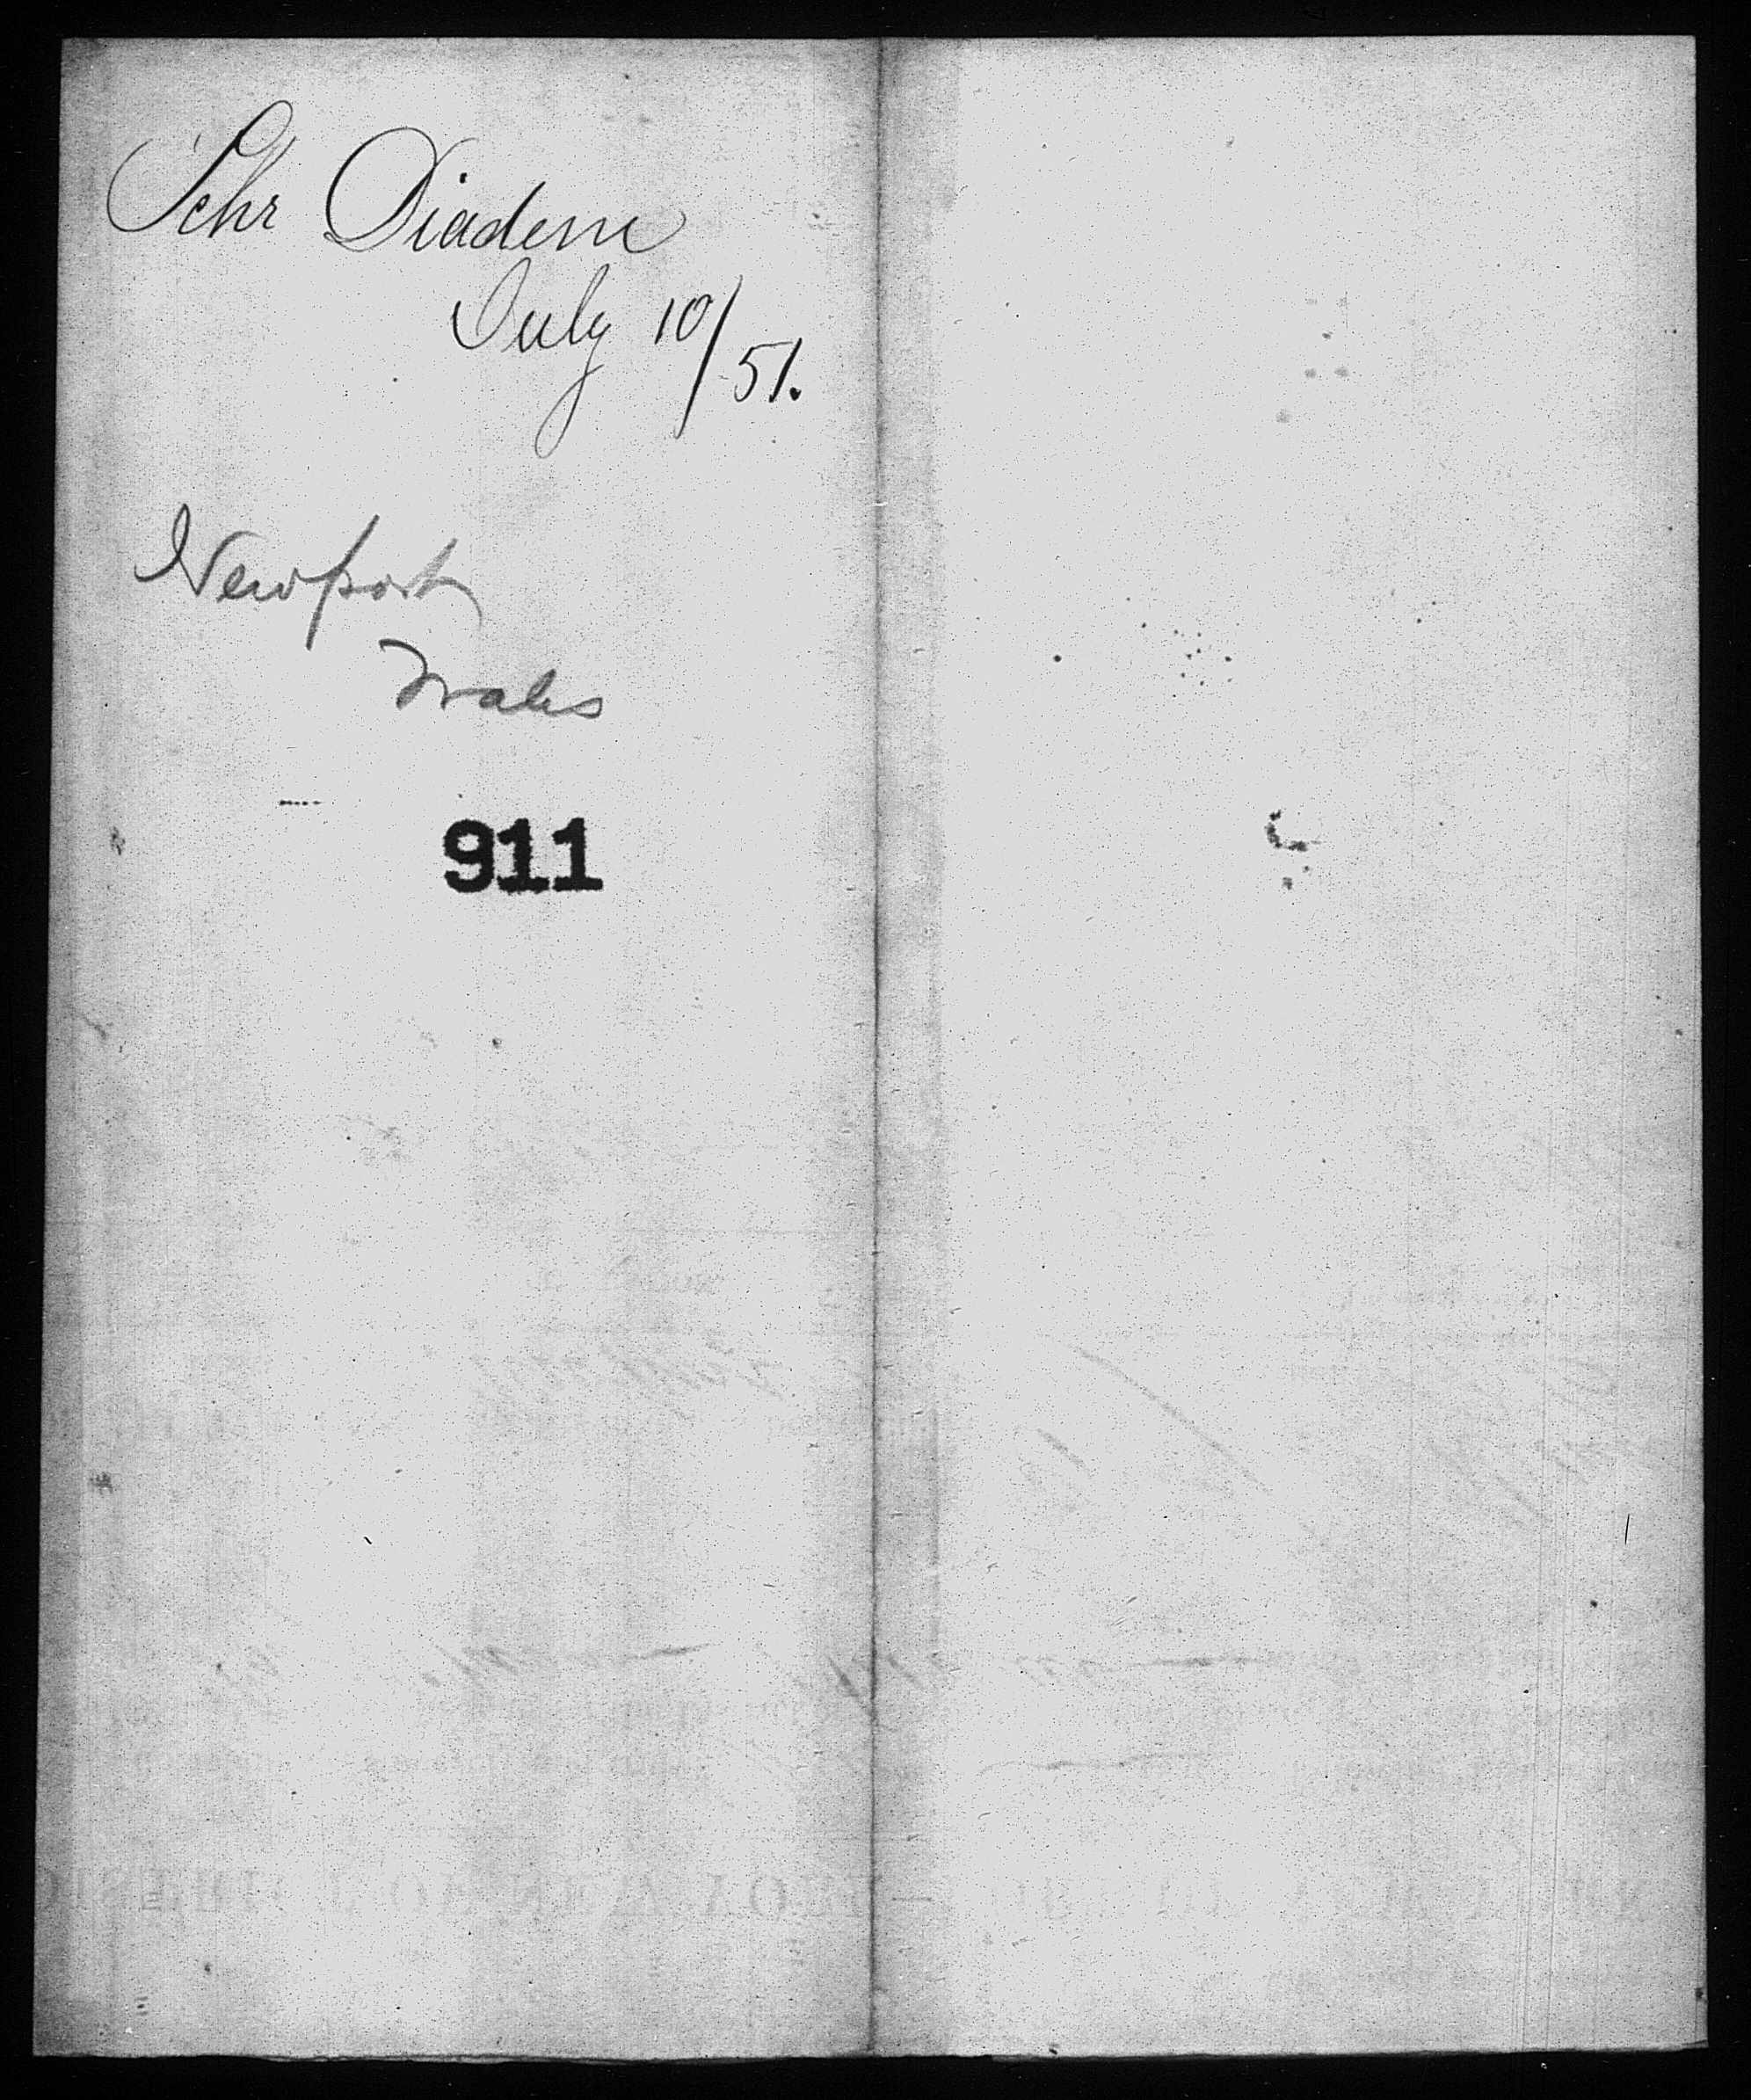 Schr Diadem
July 10/51.
Newport
Wales
911